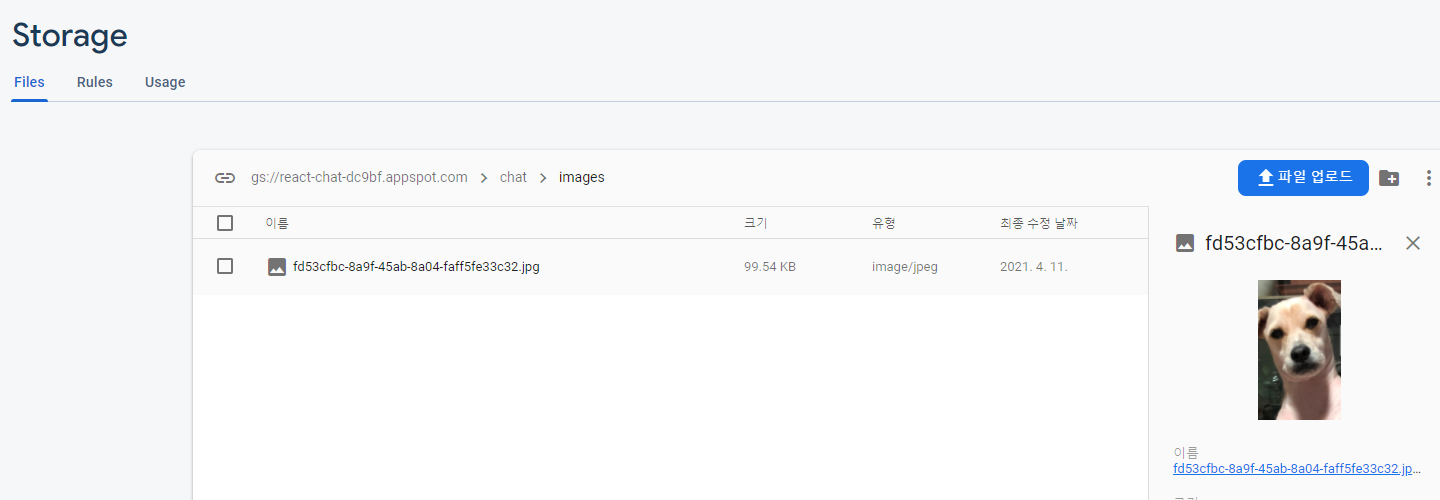 Storage
Files Rules Usage
gs://react-chat-dc9bf.appspot.com > chat > images 파일 업로드
이름 크기 유형 최종 수정 날짜
fd53cfbc-8a9f-45a...
fd53cfbc-8a9f-45ab-8a04-faff5fe33c32.jpg 99.54 KB image/jpeg 2021. 4. 11.
이름
fd53cfbc-8a9f-45ab-8a04-faff5fe33c32.jp...